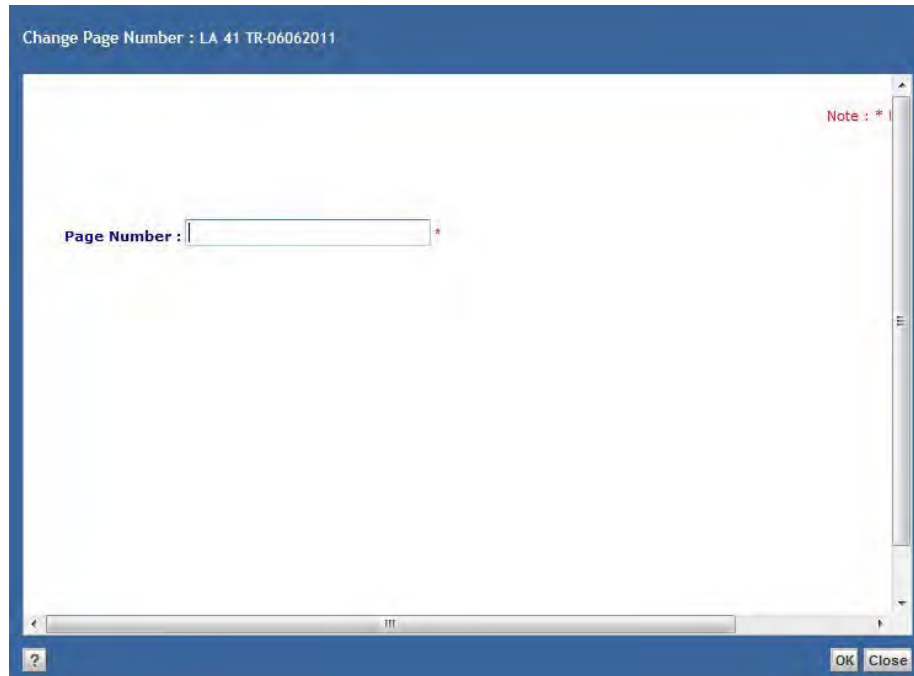 Change Page Number : LA 41 TR-06062011
Note : *
Page Number : *
?
OK Close